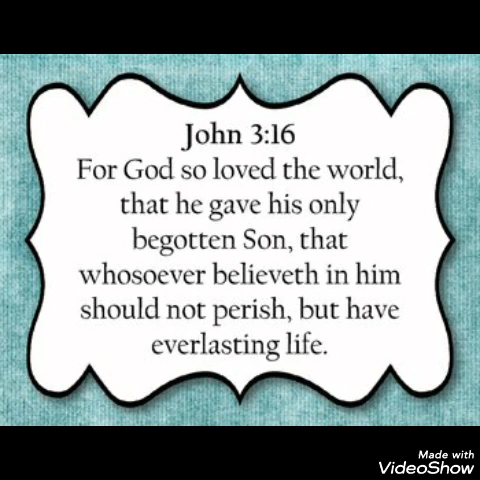 John 3:16
For God so loved the world,
that he gave his only
begotten Son, that
whosoever believeth in him
should not perish, but have
everlasting life.
Made with
VideoShow